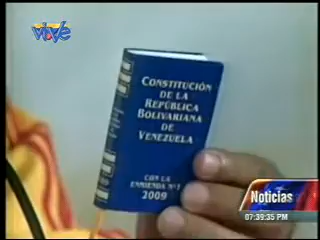 vive
CONSTITUCIÓN
DE LA
REPÚBLICA
BOLIVARIANA
DE
VENEZUELA
CON LA
ENMIENDA Nº1
2009
Noticias
07:39:35 PM